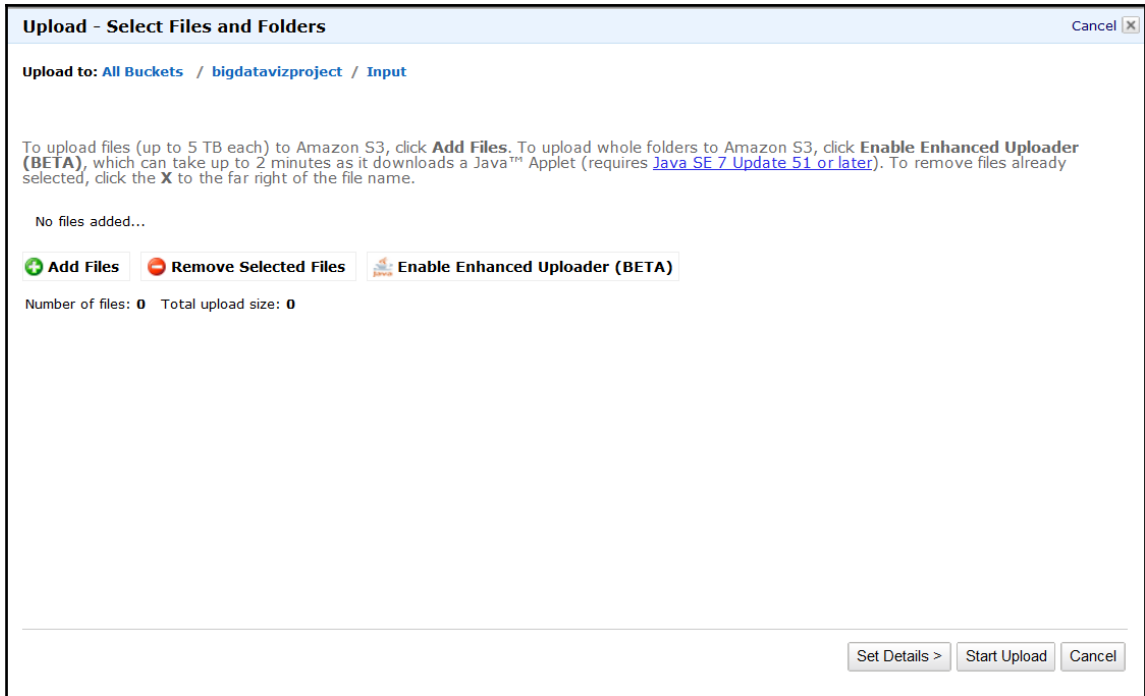 Upload - Select Files and Folders Cancel
Upload to: All Buckets / bigdatavizproject / Input
To upload files (up to 5 TB each) to Amazon S3, click Add Files. To upload whole folders to Amazon S3, click Enable Enhanced Uploader
(BETA), which can take up to 2 minutes as it downloads a Java™ Applet (requires Java SE 7 Update 51 or later). To remove files already
selected, click the X to the far right of the file name.
No files added...
Add Files Remove Selected Files Java Enable Enhanced Uploader (BETA)
Number of files: 0 Total upload size: 0
Set Details > Start Upload Cancel